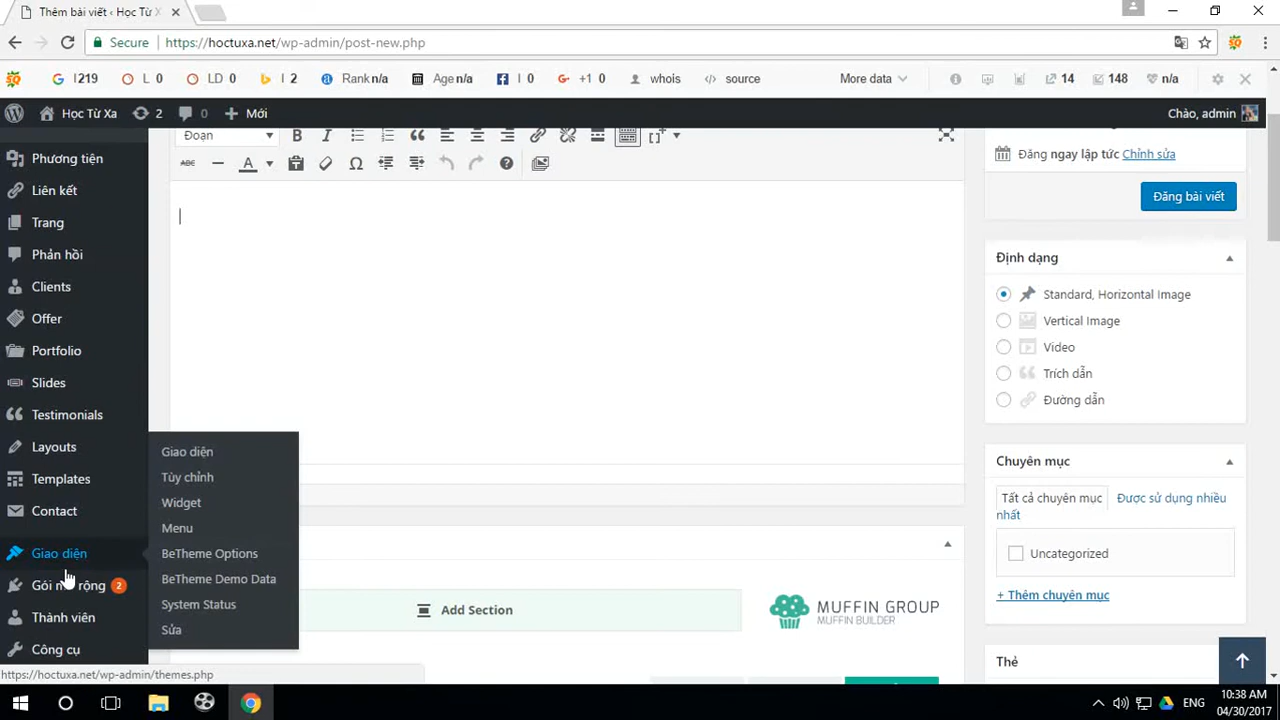 Thêm bài viết ‹ Học Từ X
Secure https://hoctuxa.net/wp-admin/post-new.php
I 219 L 0 LD 0 I 2 Rank n/a Age n/a I 0 +1 0 whois source More data 14 148 n/a
Học Từ Xa 2 0 Mới Chào, admin
Phương tiện
Liên kết
Trang
Phản hồi
Clients
Offer
Portfolio
Slides
Testimonials
Layouts
Templates
Contact
Giao diện
Thành viên
Công cụ
Giao diện
Tùy chỉnh
Widget
Menu
BeTheme Options
BeTheme Demo Data
System Status
Sửa
Đoạn
ABC
Add Section
MUFFIN GROUP
MUFFIN BUILDER
Đăng ngay lập tức Chỉnh sửa
Đăng bài viết
Định dạng
Standard, Horizontal Image
Vertical Image
Video
Trích dẫn
Đường dẫn
Chuyên mục
Tất cả chuyên mục Được sử dụng nhiều
nhất
Uncategorized
+ Thêm chuyên mục
Thẻ
https://hoctuxa.net/wp-admin/themes.php
ENG
10:38 AM
04/30/2017